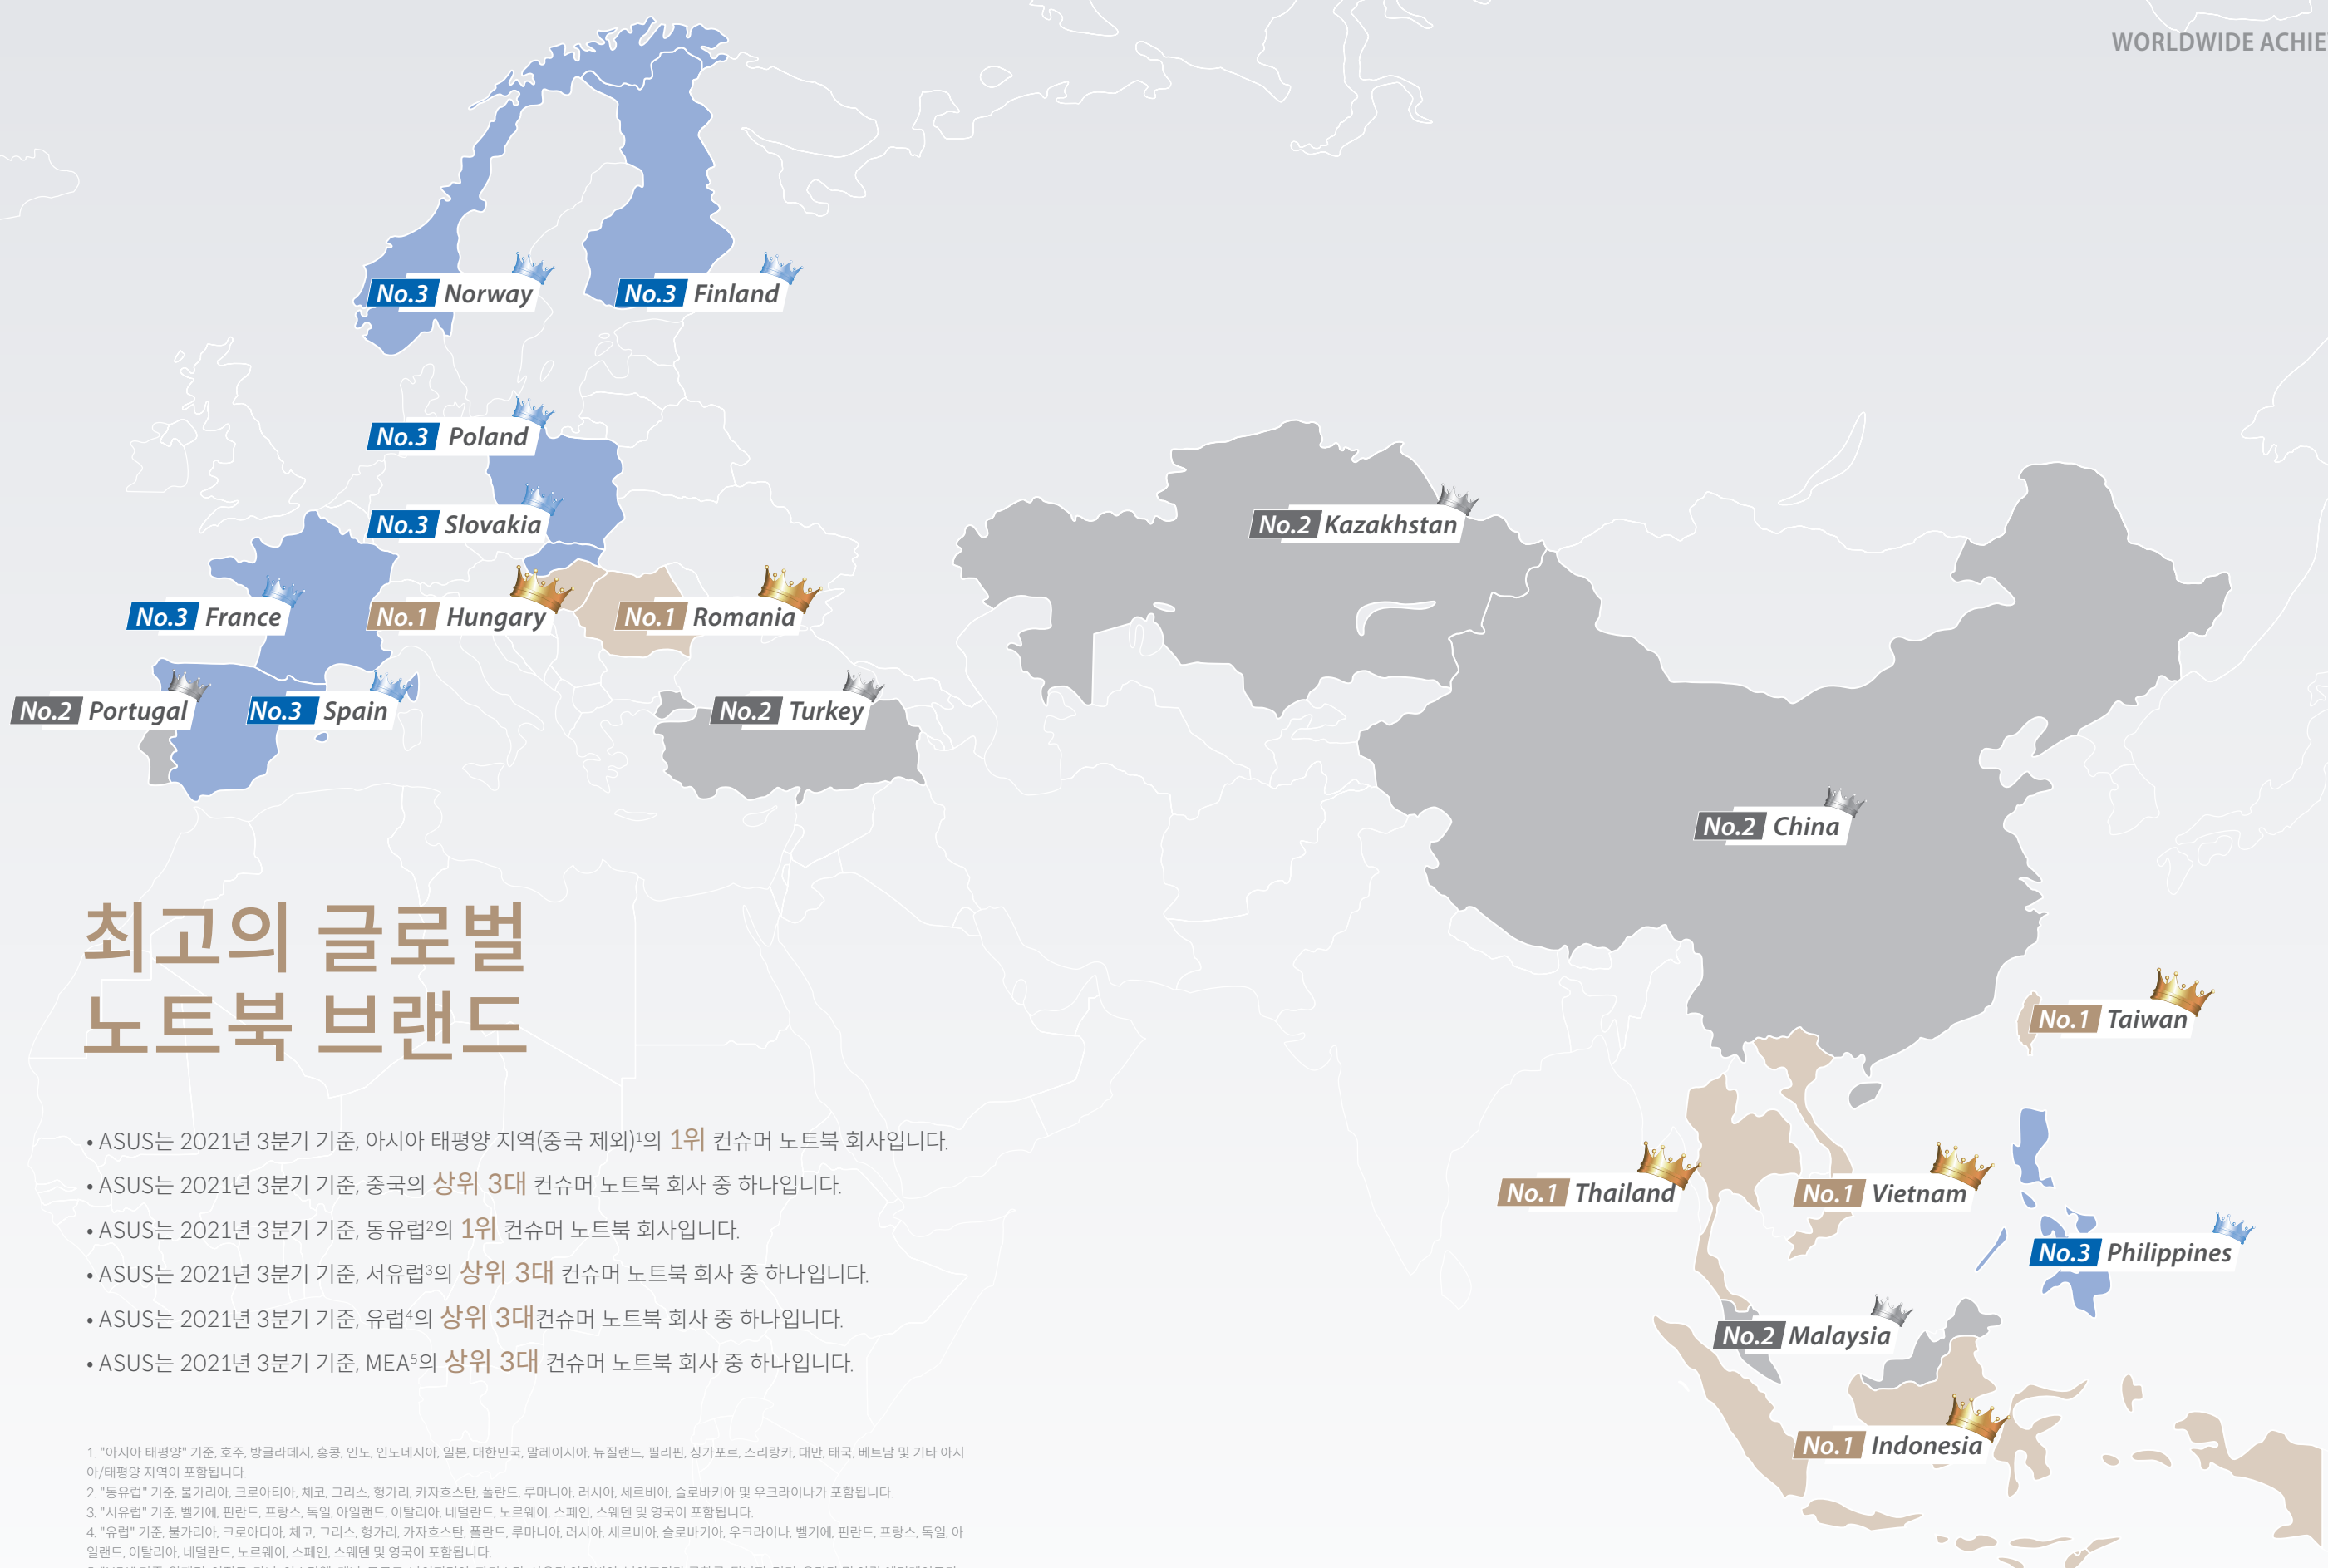 WORLDWIDE ACHIE
No.3 Norway
No.3 Finland
No.3 Poland
No.3 Slovakia
No.2 Kazakhstan
No.3 France
No.1 Hungary
No.1 Romania
No.2 Portugal
No.3 Spain
No.2 Turkey
No.2 China
최고의 글로벌
노트북 브랜드
No.1 Taiwan
• ASUS는 2021년 3분기 기준, 아시아 태평양 지역(중국 제외)¹의 1위 컨슈머 노트북 회사입니다.
• ASUS는 2021년 3분기 기준, 중국의 상위 3대 컨슈머 노트북 회사 중 하나입니다.
• ASUS는 2021년 3분기 기준, 동유럽²의 1위 컨슈머 노트북 회사입니다.
• ASUS는 2021년 3분기 기준, 서유럽³의 상위 3대 컨슈머 노트북 회사 중 하나입니다.
• ASUS는 2021년 3분기 기준, 유럽⁴의 상위 3대컨슈머 노트북 회사 중 하나입니다.
• ASUS는 2021년 3분기 기준, MEA⁵의 상위 3대 컨슈머 노트북 회사 중 하나입니다.
No.1 Thailand
No.1 Vietnam
No.3 Philippines
No.2 Malaysia
No.1 Indonesia
1. "아시아 태평양" 기준, 호주, 방글라데시, 홍콩, 인도, 인도네시아, 일본, 대한민국, 말레이시아, 뉴질랜드, 필리핀, 싱가포르, 스리랑카, 대만, 태국, 베트남 및 기타 아시
아/태평양 지역이 포함됩니다.
2. "동유럽" 기준, 불가리아, 크로아티아, 체코, 그리스, 헝가리, 카자흐스탄, 폴란드, 루마니아, 러시아, 세르비아, 슬로바키아 및 우크라이나가 포함됩니다.
3. "서유럽" 기준, 벨기에, 핀란드, 프랑스, 독일, 아일랜드, 이탈리아, 네덜란드, 노르웨이, 스페인, 스웨덴 및 영국이 포함됩니다.
4. "유럽" 기준, 불가리아, 크로아티아, 체코, 그리스, 헝가리, 카자흐스탄, 폴란드, 루마니아, 러시아, 세르비아, 슬로바키아, 우크라이나, 벨기에, 핀란드, 프랑스, 독일, 아
일랜드, 이탈리아, 네덜란드, 노르웨이, 스페인, 스웨덴 및 영국이 포함됩니다.